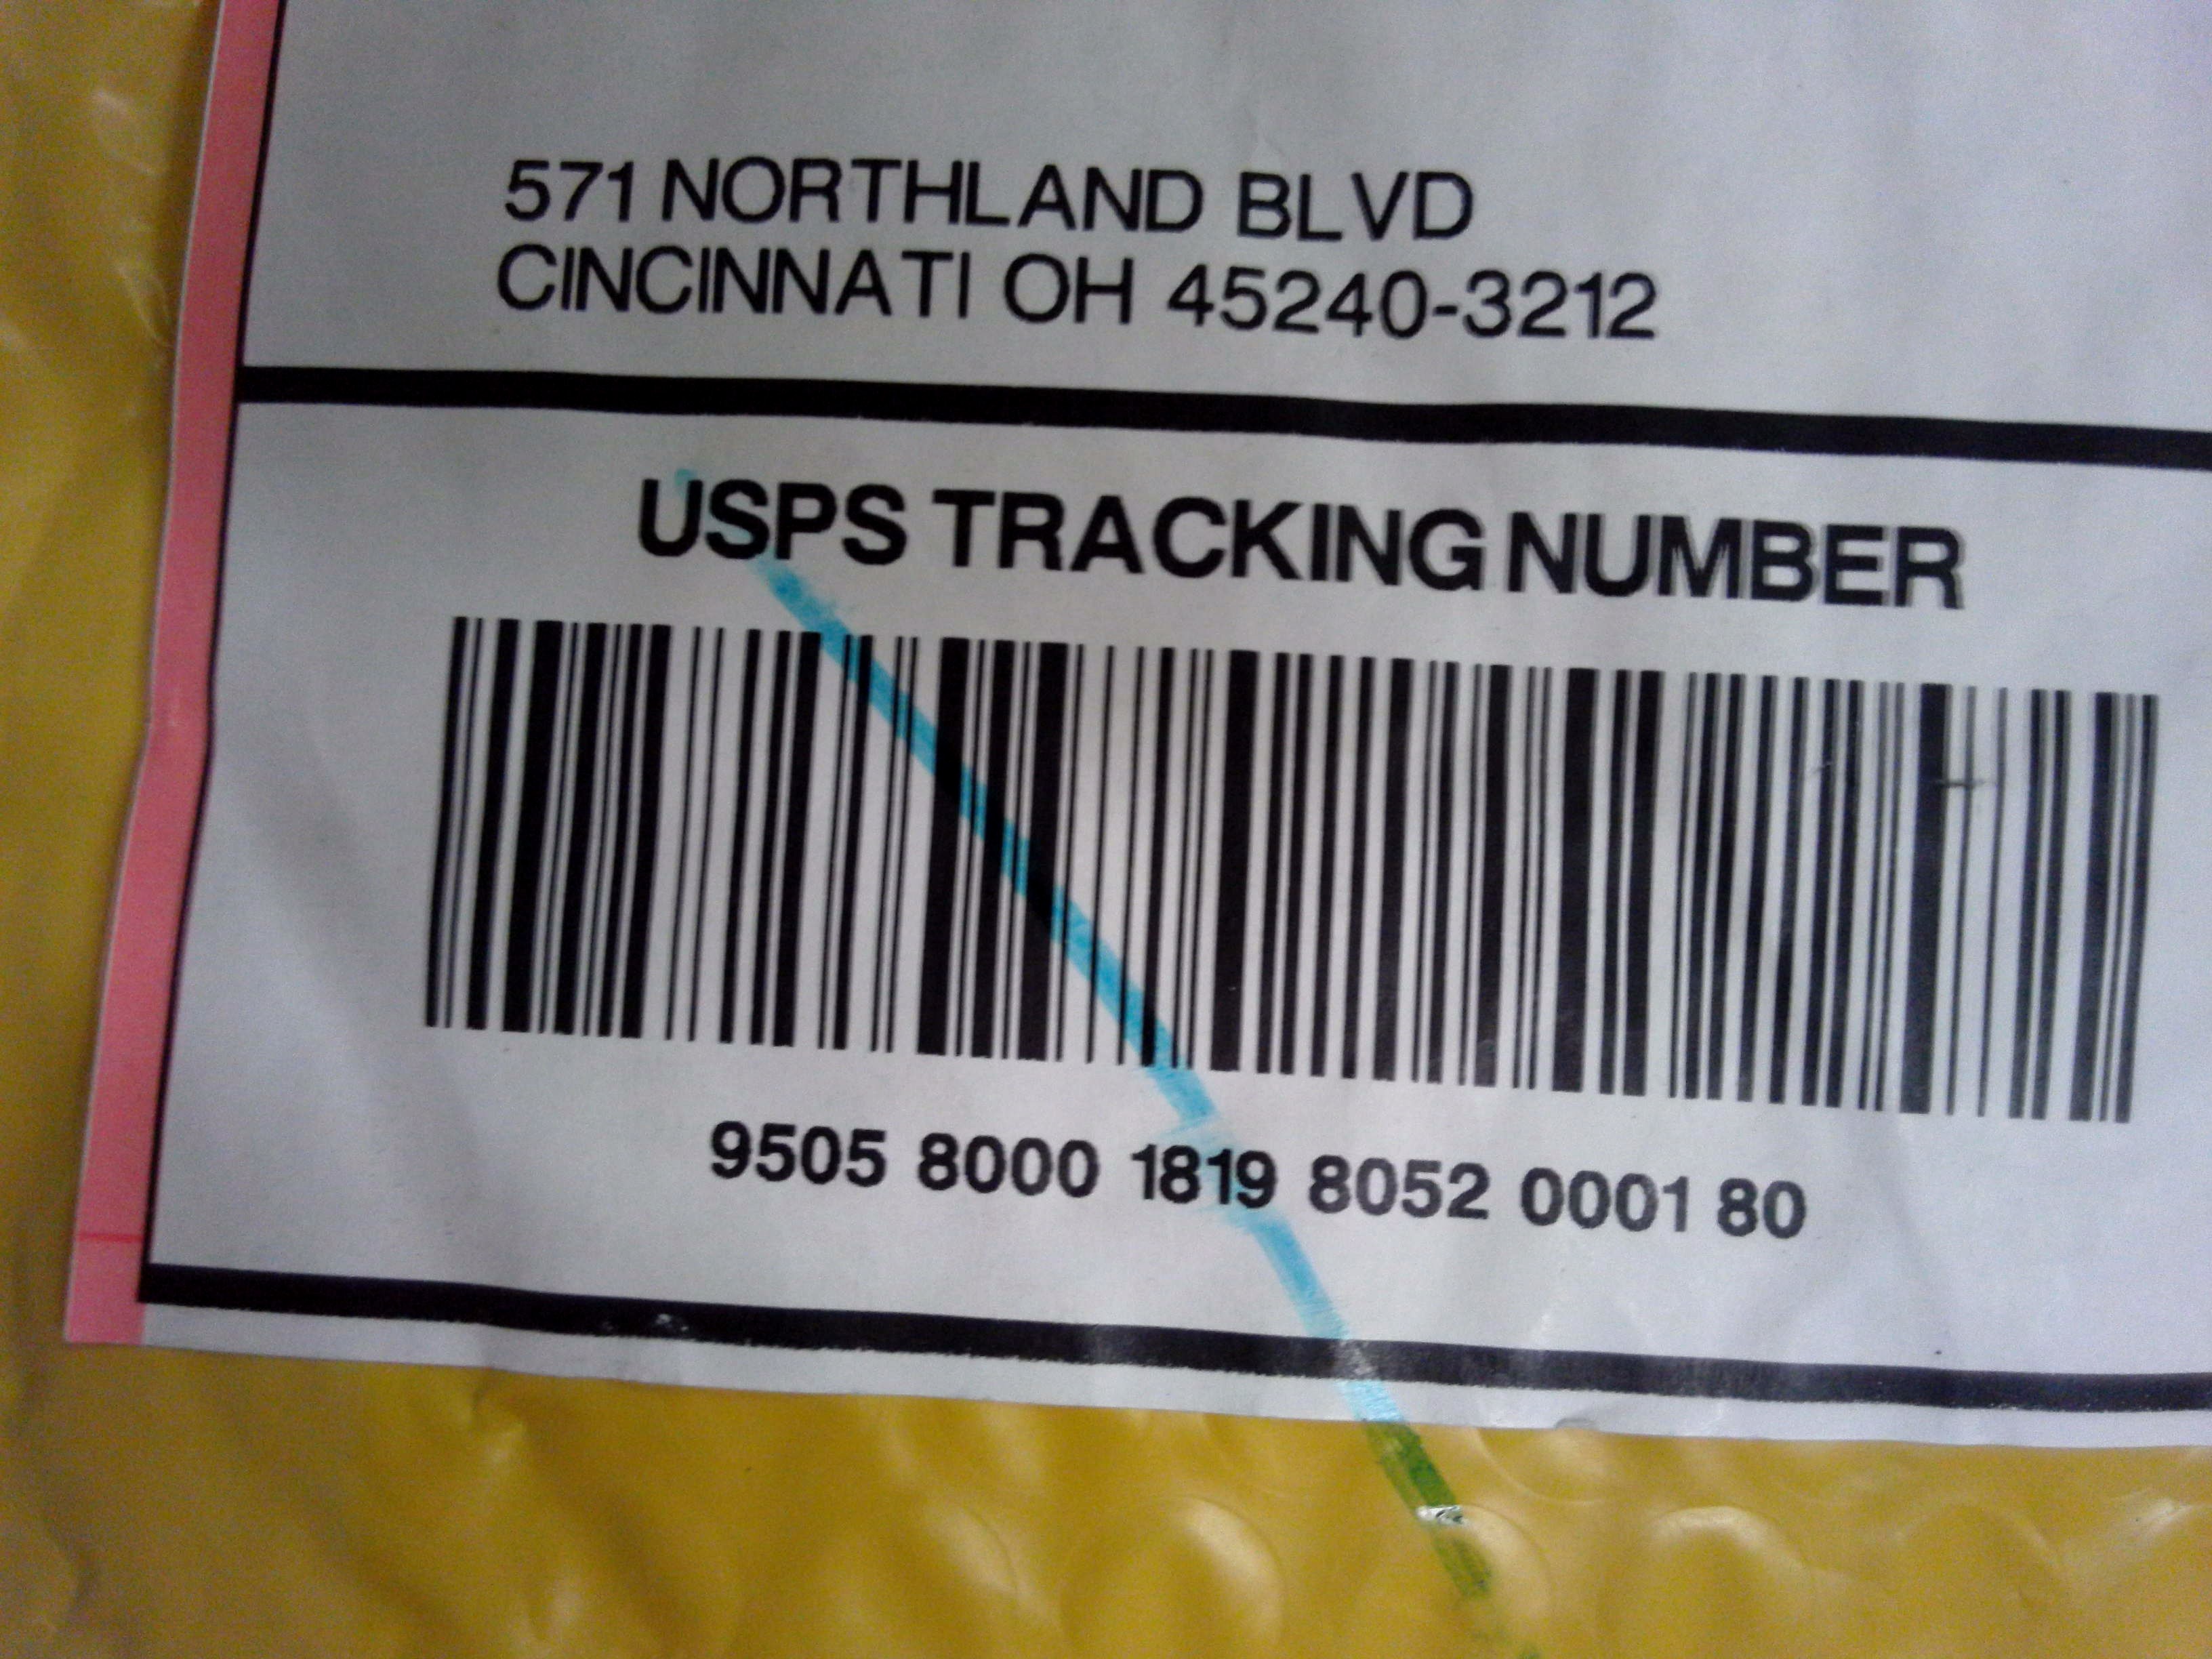 571 NORTHLAND BLVD
CINCINNATI OH 45240-3212
USPS TRACKING NUMBER
9505 8000 1819 8052 0001 80